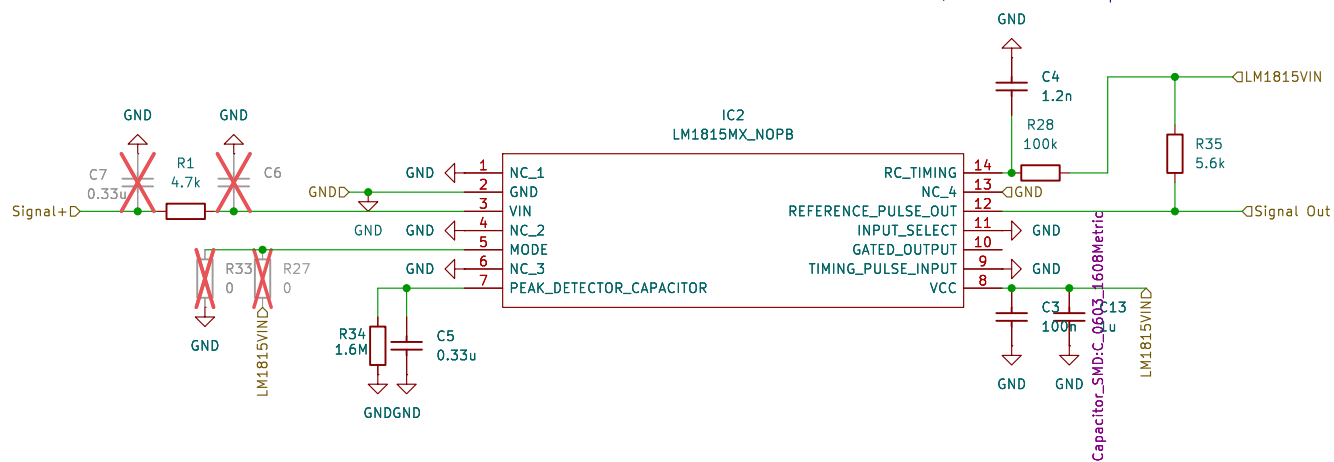 GND
C4
1.2n
LM1815VIN
GND
GND
IC2
LM1815MX_NOPB
R28
100k
R35
5.6k
C7
0.33u
R1
4.7k
C6
GND
1
NC_1
RC_TIMING
14
GND
2
GND
NC_4
13
GND
Signal+
3
VIN
REFERENCE_PULSE_OUT
12
Signal Out
GND
GND
4
NC_2
INPUT_SELECT
11
GND
5
MODE
GATED_OUTPUT
10
R33
0
R27
0
GND
6
NC_3
TIMING_PULSE_INPUT
9
GND
7
PEAK_DETECTOR_CAPACITOR
VCC
8
GND
LM1815VIN
R34
1.6M
C5
0.33u
GND
GND
C3
100n
C13
1u
GND
GND
LM1815VIN
Capacitor_SMD:C_0603_1608Metric